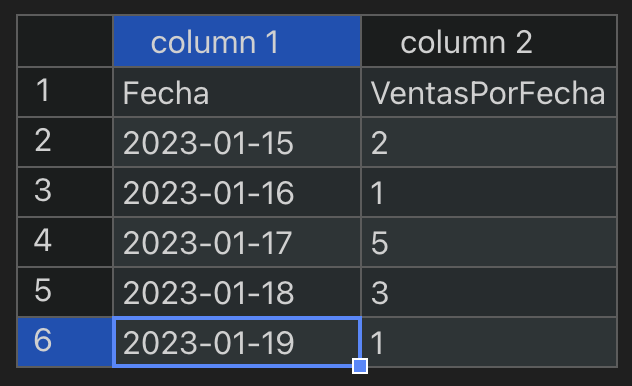 column 1 column 2
1 Fecha VentasPorFecha
2 2023-01-15 2
3 2023-01-16 1
4 2023-01-17 5
5 2023-01-18 3
6 2023-01-19 1